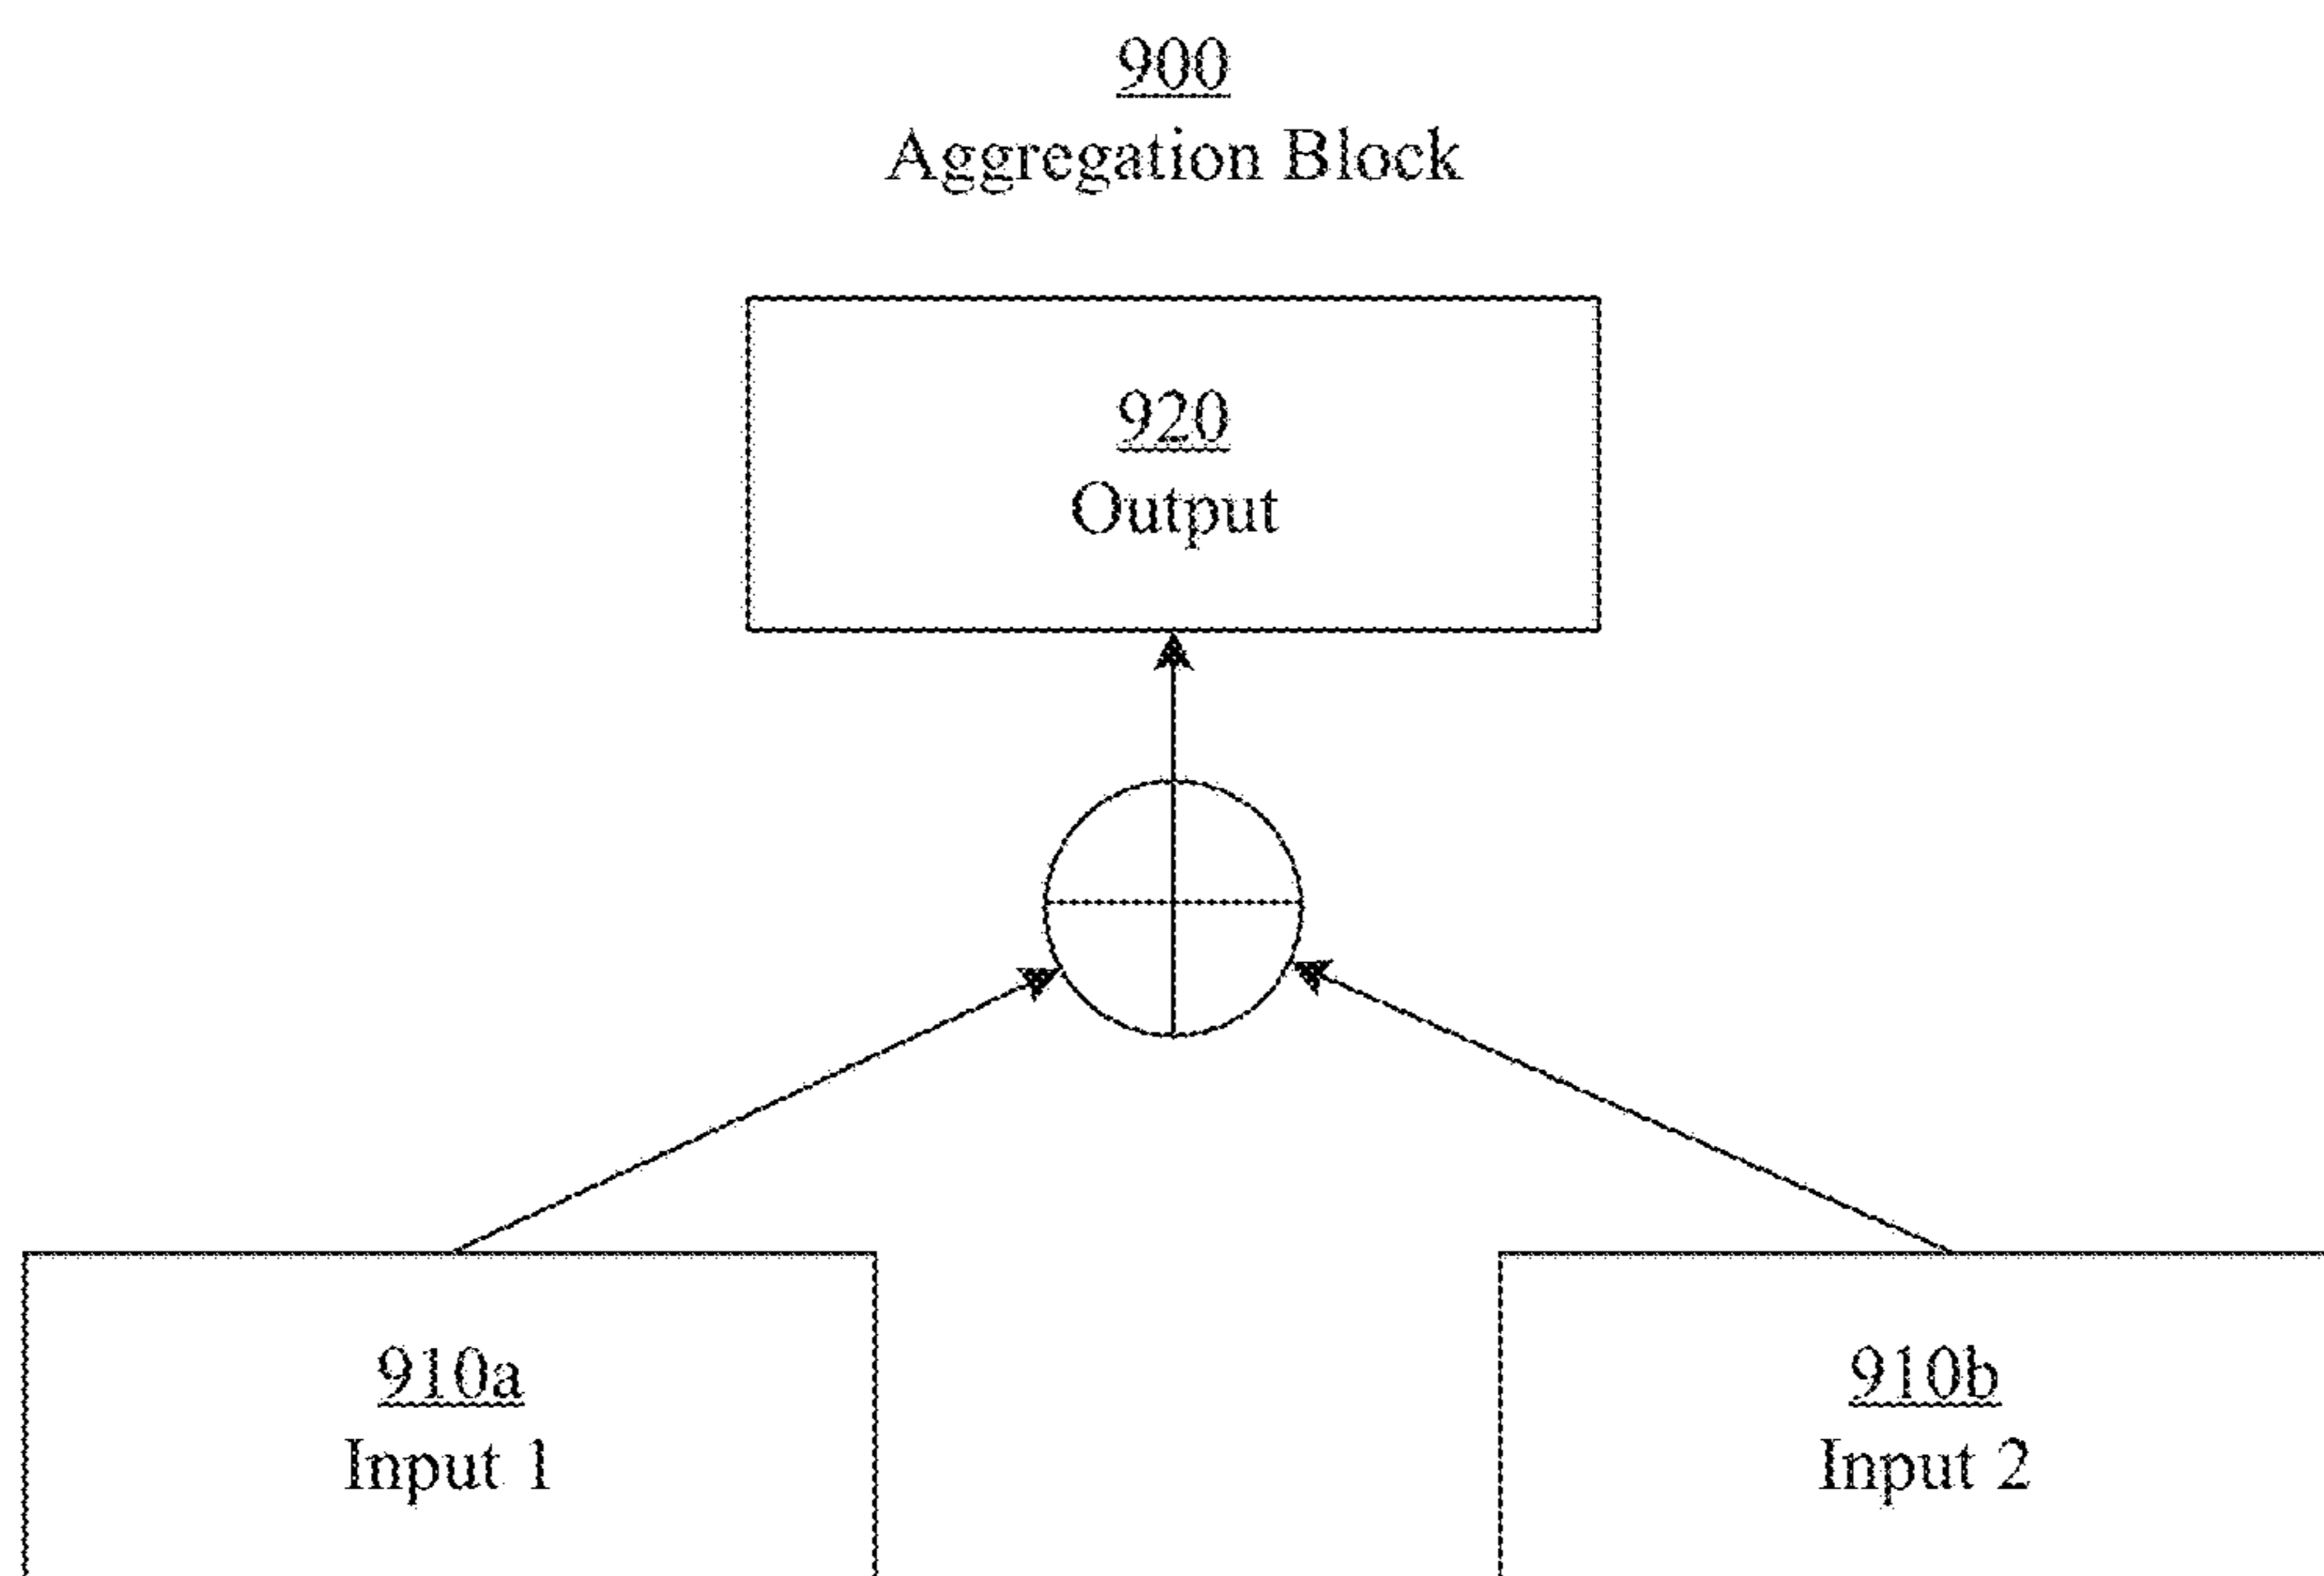 900
Aggregation Block
920
Output
910a
Input 1
910b
Input 2